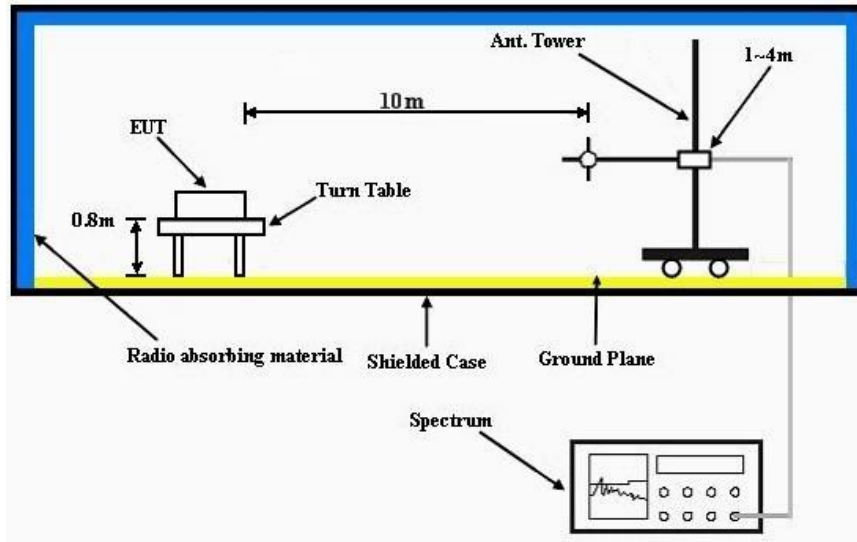 Ant. Tower
1~4m
10m
EUT
Turn Table
0.8m
Radio absorbing material
Shielded Case
Ground Plane
Spectrum